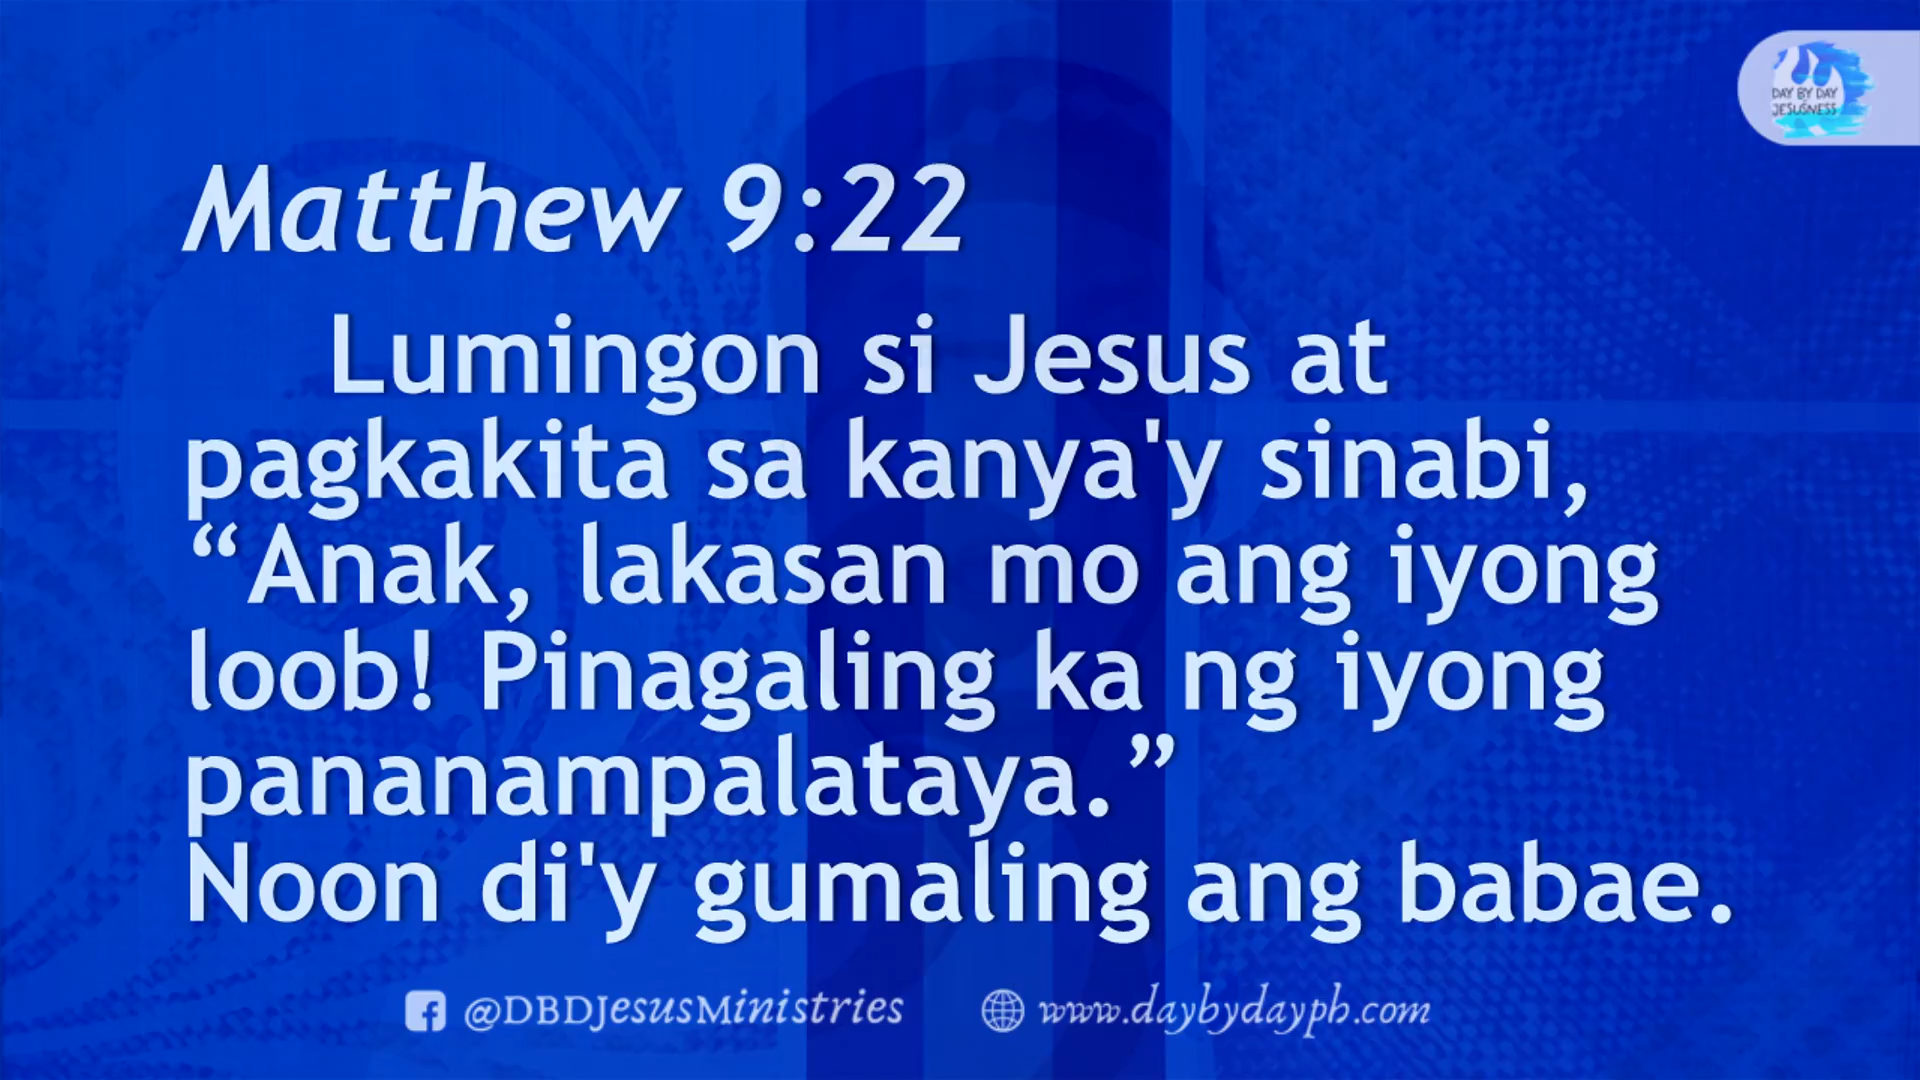 DAY BY DAY
JESUSNESS
Matthew 9:22
Lumingon si Jesus at
pagkakita sa kanya'y sinabi,
“Anak, lakasan mo ang iyong
loob! Pinagaling ka ng iyong
pananampalataya.”
Noon di'y gumaling ang babae.
@DBDJesusMinistries www.daybydayph.com